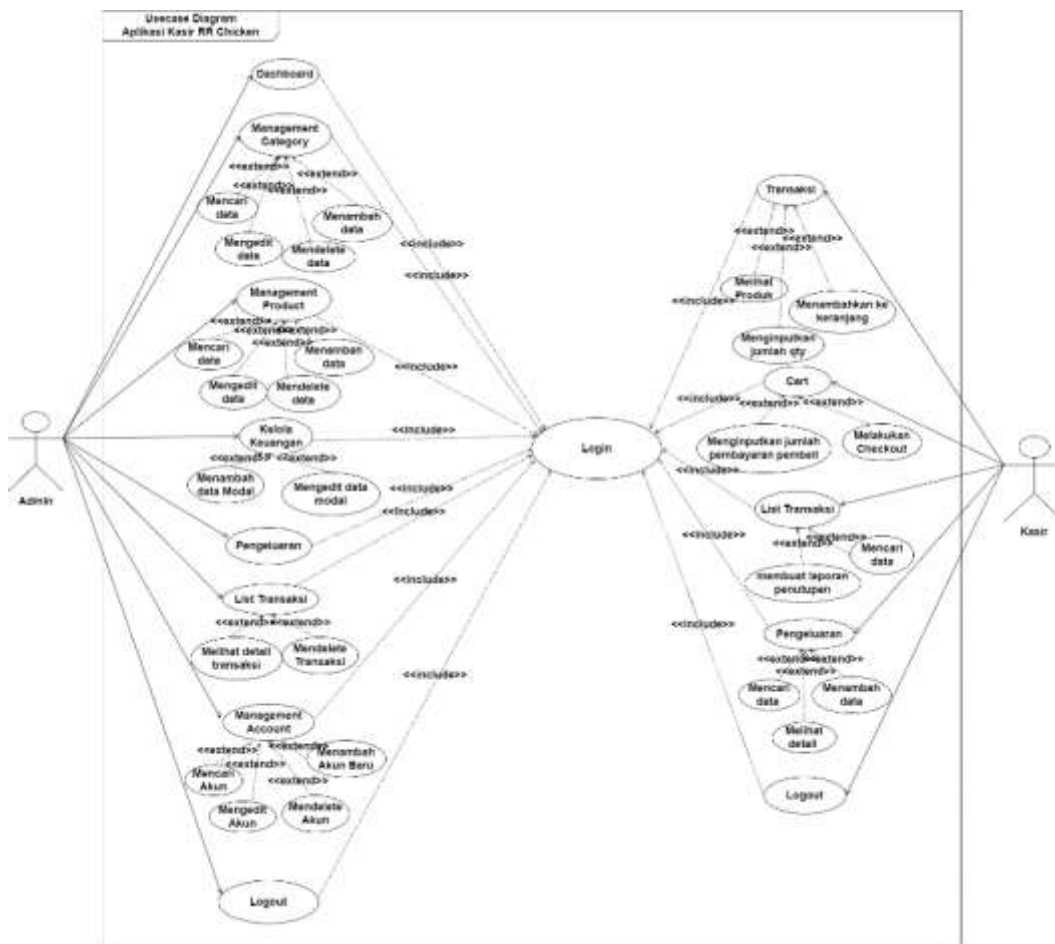 Usecase Diagram
Aplikasi Kasir RR Chicken
Dashboard
Management
Category
<<extend>>
<<extend>>
<<extend>>
<<extend>>
Mencari
data
Mengedit
data
Mendelete
data
Menambah
data
<<include>>
<<include>>
Management
Product
<<extend>>
<<extend>>
<<extend>>
<<extend>>
Mencari
data
Mengedit
data
Mendelete
data
Menambah
data
<<include>>
Kelola
Keuangan
<<include>>
<<extend>>
<<extend>>
Menambah
data Modal
Mengedit data
modal
<<include>>
<<include>>
Pengeluaran
List Transaksi
<<extend>>
<<extend>>
Melihat detail
transaksi
Mendelete
Transaksi
<<include>>
Management
Account
<<extend>>
<<extend>>
<<extend>>
<<extend>>
Mencari
Akun
Mengedit
Akun
Mendelete
Akun
Menambah
Akun Baru
<<include>>
Logout
Admin
Login
Transaksi
<<extend>>
<<extend>>
<<extend>>
Melihat
Produk
Menambahkan ke
keranjang
Menginputkan
jumlah qty
<<include>>
Cart
<<include>>
<<extend>>
<<extend>>
Menginputkan jumlah
pembayaran pembeli
Melakukan
Checkout
<<include>>
List Transaksi
<<extend>>
<<extend>>
Mencari
data
membuat laporan
penutupan
<<include>>
Pengeluaran
<<extend>>
<<extend>>
<<extend>>
Mencari
data
Menambah
data
Melihat
detail
<<include>>
Logout
Kasir